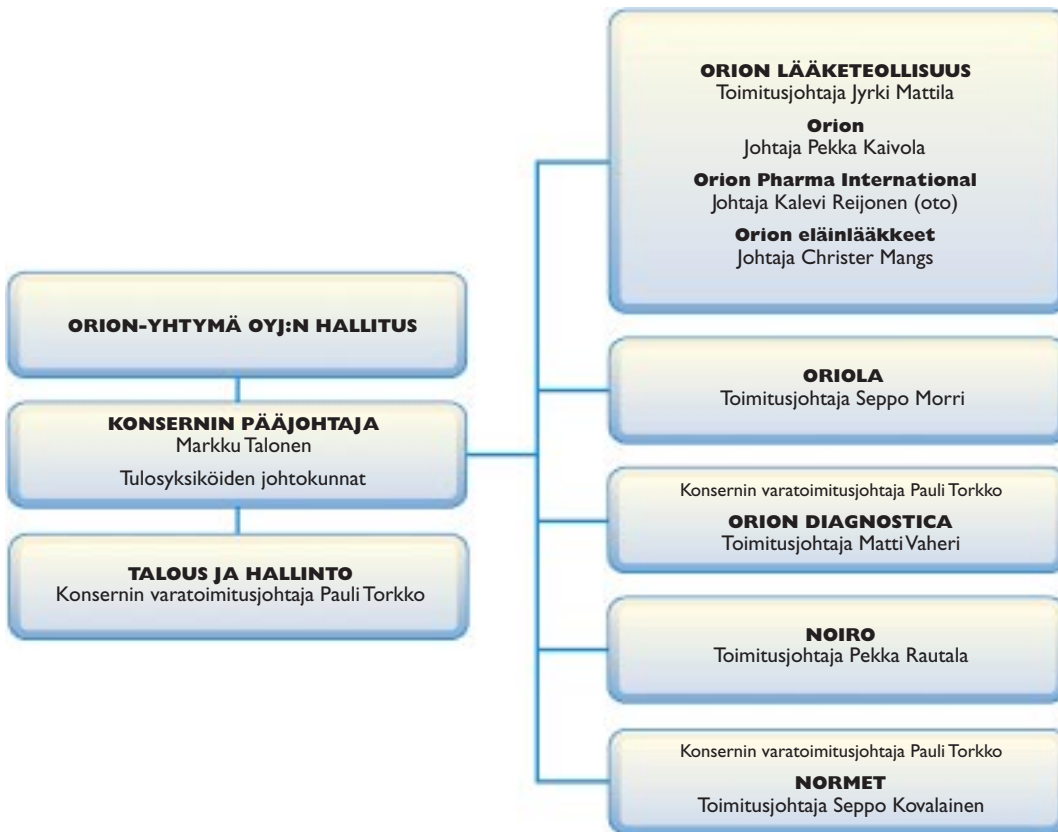 ORION-YHTYMÄ OYJ:N HALLITUS
KONSERNIN PÄÄJOHTAJA
Markku Talonen
Tulosyksiköiden johtokunnat
TALOUS JA HALLINTO
Konsernin varatoimitusjohtaja Pauli Torkko
ORION LÄÄKETEOLLISUUS
Toimitusjohtaja Jyrki Mattila
Orion
Johtaja Pekka Kaivola
Orion Pharma International
Johtaja Kalevi Reijonen (oto)
Orion eläinlääkkeet
Johtaja Christer Mangs
ORIOLA
Toimitusjohtaja Seppo Morri
Konsernin varatoimitusjohtaja Pauli Torkko
ORION DIAGNOSTICA
Toimitusjohtaja Matti Vaheri
NOIRO
Toimitusjohtaja Pekka Rautala
Konsernin varatoimitusjohtaja Pauli Torkko
NORMET
Toimitusjohtaja Seppo Kovalainen